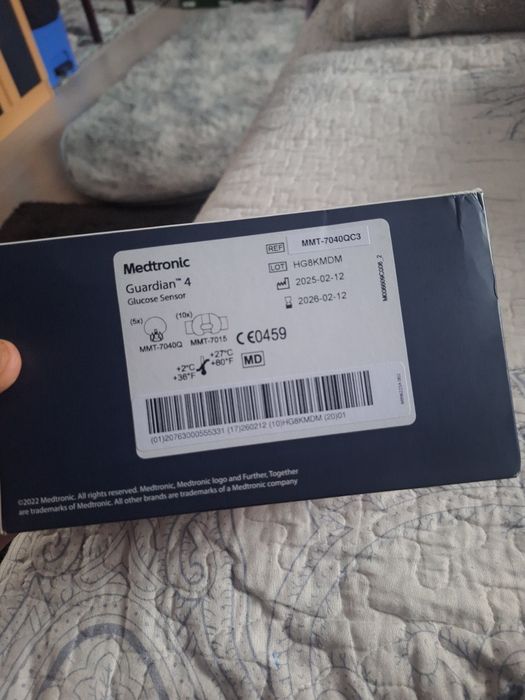 Medtronic
Guardian™ 4
Glucose Sensor
REF MMT-7040QC3
LOT HG8KMDM
2025-02-12
2026-02-12
(5x) (10x)
MMT-7040Q MMT-7015
CE0459
+2°C
+36°F
+27°C
+80°F
MD
(01)20763000555331 (17)260212 (10)HG8KMDM (20)01
©2022 Medtronic. All rights reserved. Medtronic, Medtronic logo and Further, Together
are trademarks of Medtronic. All other brands are trademarks of a Medtronic company